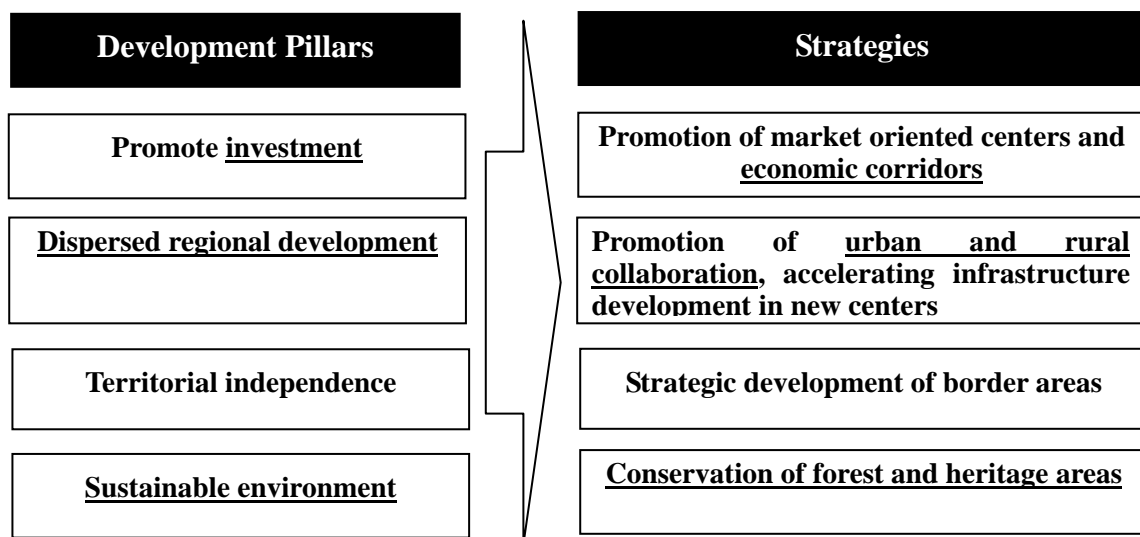 Development Pillars
Promote investment
Dispersed regional development
Territorial independence
Sustainable environment
Strategies
Promotion of market oriented centers and
economic corridors
Promotion of urban and rural
collaboration, accelerating infrastructure
development in new centers
Strategic development of border areas
Conservation of forest and heritage areas